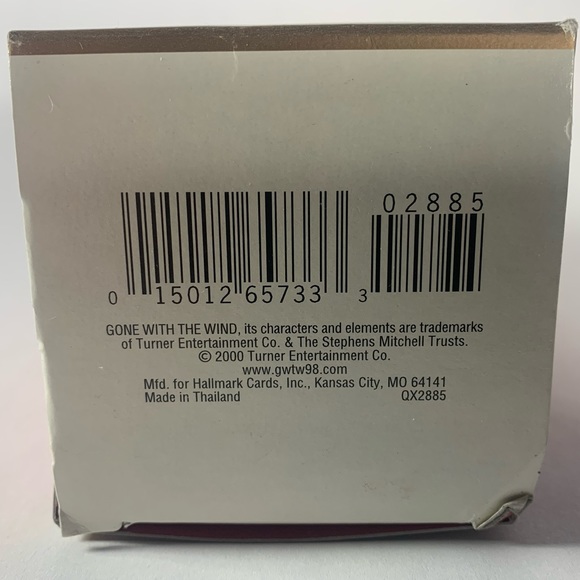 02885
0 15012 65733 3
GONE WITH THE WIND, its characters and elements are trademarks
of Turner Entertainment Co. & The Stephens Mitchell Trusts.
© 2000 Turner Entertainment Co.
www.gwtw98.com
Mfd. for Hallmark Cards, Inc., Kansas City, MO 64141
Made in Thailand QX2885